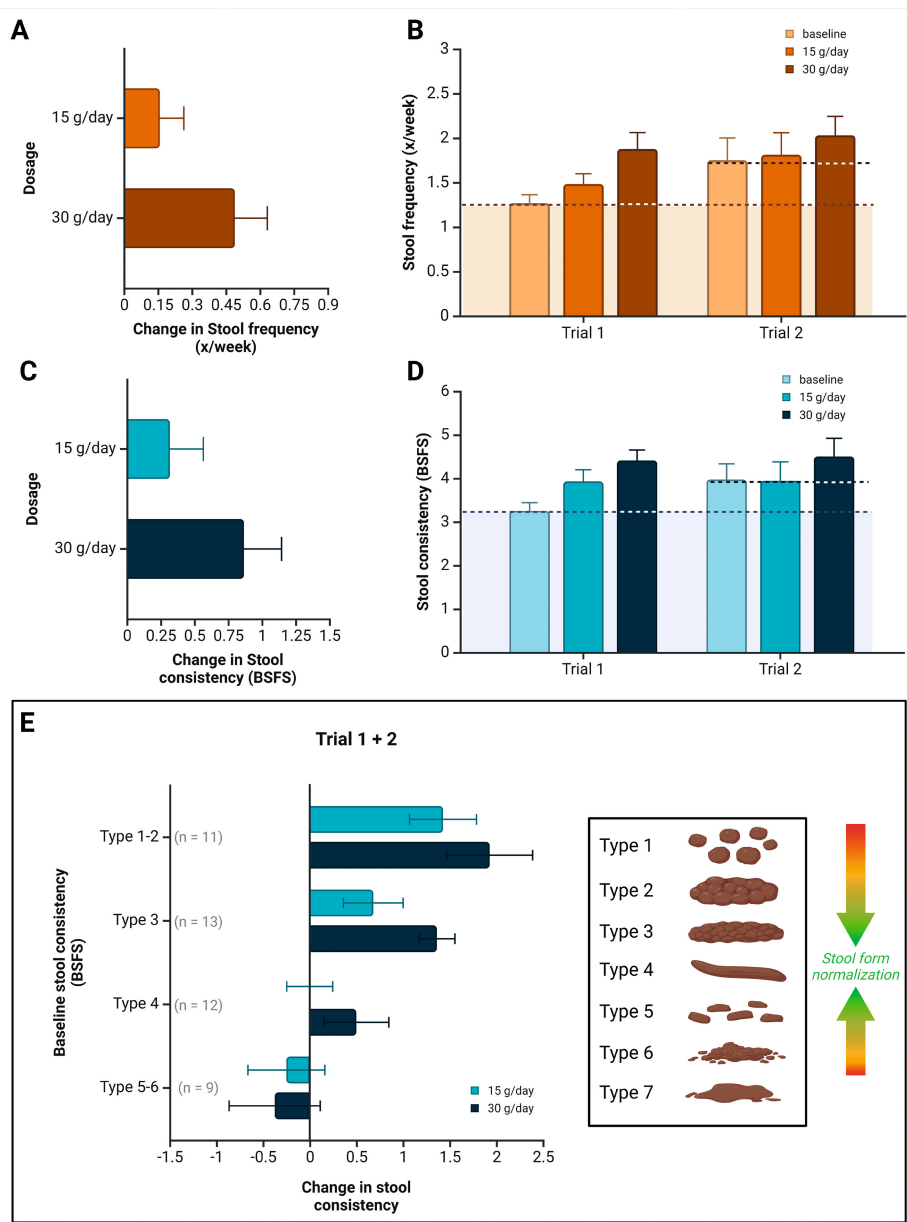 A
Dosage
15 g/day
30 g/day
0 0.15 0.3 0.45 0.6 0.75 0.9
Change in Stool frequency
(x/week)
B
baseline
15 g/day
30 g/day
Stool frequency (x/week)
3
2.5
2
1.5
1
0.5
0
Trial 1 Trial 2
C
Dosage
15 g/day
30 g/day
0 0.25 0.5 0.75 1 1.25 1.5
Change in Stool
consistency (BSFS)
D
baseline
15 g/day
30 g/day
Stool consistency (BSFS)
6
5
4
3
2
1
0
Trial 1 Trial 2
E
Trial 1 + 2
Baseline stool consistency
(BSFS)
Type 1-2 (n = 11)
Type 3 (n = 13)
Type 4 (n = 12)
Type 5-6 (n = 9)
15 g/day
30 g/day
-1.5 -1 -0.5 0 0.5 1 1.5 2 2.5
Change in stool
consistency
Type 1
Type 2
Type 3
Type 4
Type 5
Type 6
Type 7
Stool form
normalization